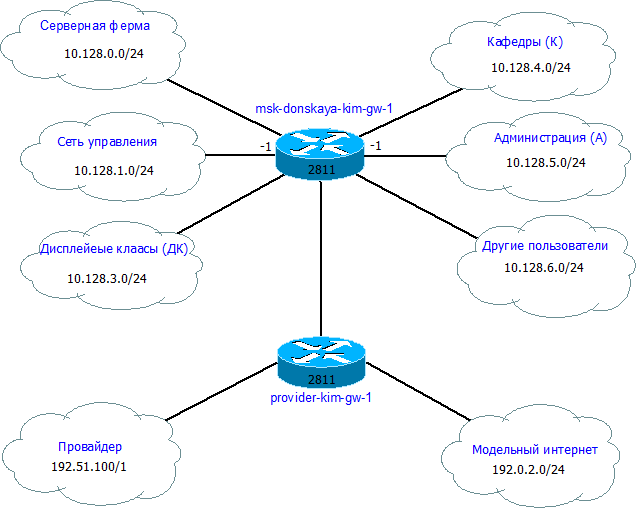 Серверная ферма
10.128.0.0/24
Кафедры (К)
10.128.4.0/24
msk-donskaya-kim-gw-1
Сеть управления
10.128.1.0/24
-1
-1
2811
Администрация (А)
10.128.5.0/24
Дисплейые клаасы (ДК)
10.128.3.0/24
Другие пользователи
10.128.6.0/24
2811
provider-kim-gw-1
Провайдер
192.51.100/1
Модельный интернет
192.0.2.0/24